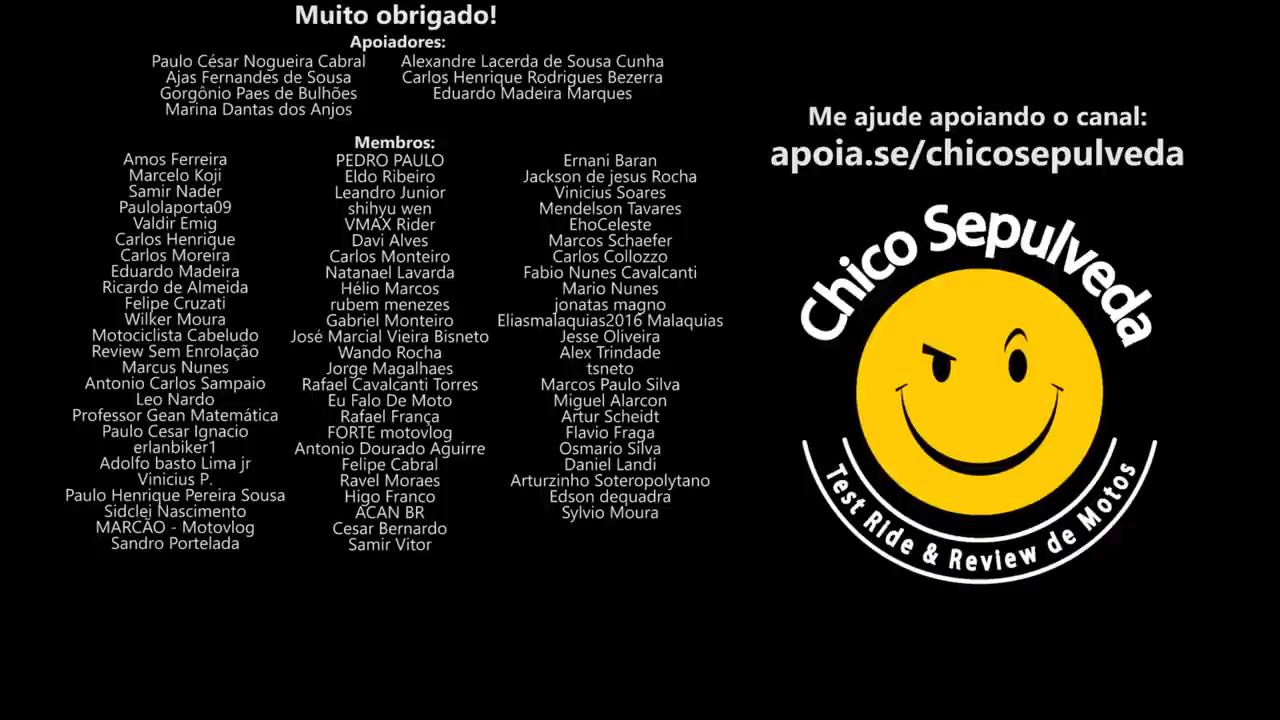 Muito obrigado!
Apoiadores:
Paulo César Nogueira Cabral
Ajas Fernandes de Sousa
Gorgônio Paes de Bulhões
Marina Dantas dos Anjos
Alexandre Lacerda de Sousa Cunha
Carlos Henrique Rodrigues Bezerra
Eduardo Madeira Marques
Membros:
Amos Ferreira
Marcelo Koji
Samir Nader
Paulolaporta09
Valdir Emig
Carlos Henrique
Carlos Moreira
Eduardo Madeira
Ricardo de Almeida
Felipe Cruzati
Wilker Moura
Motociclista Cabeludo
Review Sem Enrolação
Marcus Nunes
Antonio Carlos Sampaio
Leo Nardo
Professor Gean Matemática
Paulo Cesar Ignacio
erlanbiker1
Adolfo basto Lima jr
Vinicius P.
Paulo Henrique Pereira Sousa
Sidclei Nascimento
MARCÃO - Motovlog
Sandro Portelada
PEDRO PAULO
Eldo Ribeiro
Leandro Junior
shihyu wen
VMAX Rider
Davi Alves
Carlos Monteiro
Natanael Lavarda
Hélio Marcos
rubem menezes
Gabriel Monteiro
José Marcial Vieira Bisneto
Wando Rocha
Jorge Magalhaes
Rafael Cavalcanti Torres
Eu Falo De Moto
Rafael França
FORTE motovlog
Antonio Dourado Aguirre
Felipe Cabral
Ravel Moraes
Higo Franco
ACAN BR
Cesar Bernardo
Samir Vitor
Ernani Baran
Jackson de jesus Rocha
Vinicius Soares
Mendelson Tavares
EhoCeleste
Marcos Schaefer
Carlos Collozzo
Fabio Nunes Cavalcanti
Mario Nunes
jonatas magno
Eliasmalaquias2016 Malaquias
Jesse Oliveira
Alex Trindade
tsneto
Marcos Paulo Silva
Miguel Alarcon
Artur Scheidt
Flavio Fraga
Osmario Silva
Daniel Landi
Arturzinho Soteropolytano
Edson dequadra
Sylvio Moura
Me ajude apoiando o canal:
apoia.se/chicosepulveda
Chico Sepulveda
Test Ride & Review de Motos